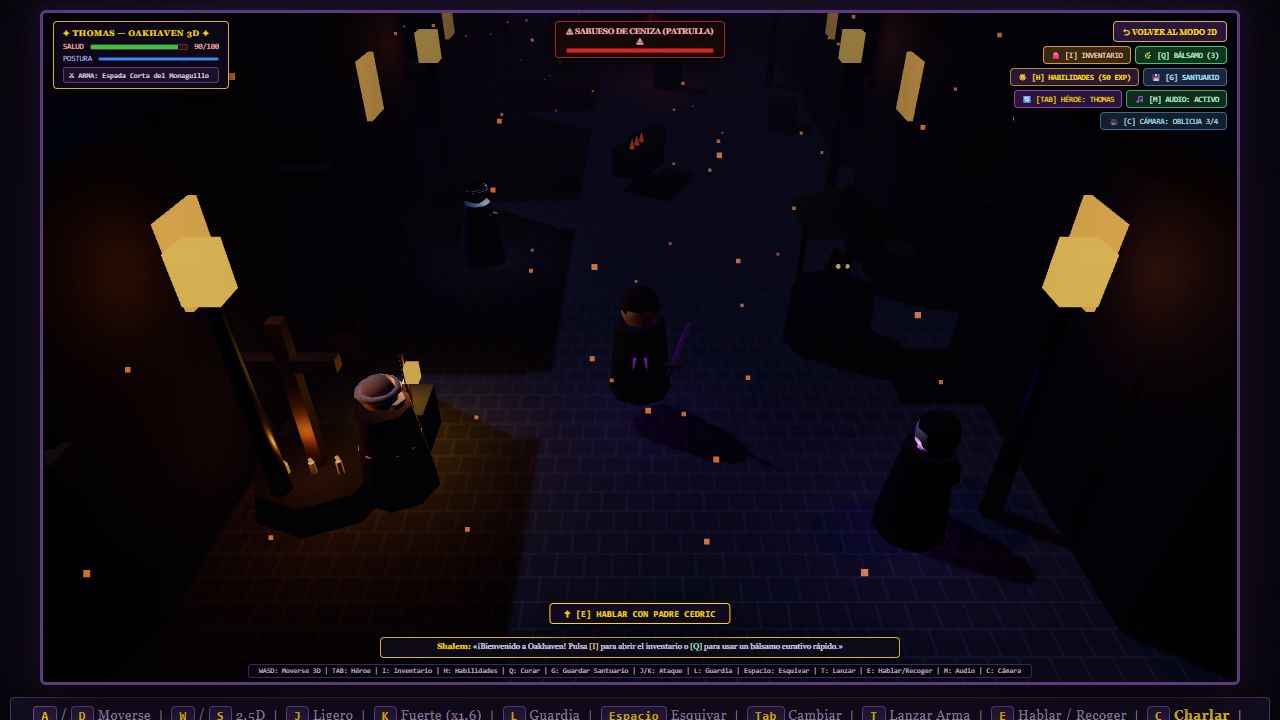 ✦ THOMAS — OAKHAVEN 3D ✦
SALUD 90/100
POSTURA
⚔ ARMA: Espada Corta del Monaguillo
⚠ SABUESO DE CENIZA (PATRULLA) ⚠
⮌ VOLVER AL MODO 2D
[I] INVENTARIO
[Q] BÁLSAMO (3)
[H] HABILIDADES (50 EXP)
[G] SANTUARIO
[TAB] HÉROE: THOMAS
[M] AUDIO: ACTIVO
[C] CÁMARA: OBLICUA 3/4
✝ [E] HABLAR CON PADRE CEDRIC
Shalem: «¡Bienvenido a Oakhaven! Pulsa [I] para abrir el inventario o [Q] para usar un bálsamo curativo rápido.»
WASD: Moverse 3D | TAB: Héroe | I: Inventario | H: Habilidades | Q: Curar | G: Guardar Santuario | J/K: Ataque | L: Guardia | Espacio: Esquivar | T: Lanzar | E: Hablar/Recoger | M: Audio | C: Cámara
A / D Moverse | W / S 2.5D | J Ligero | K Fuerte (x1.6) | L Guardia | Espacio Esquivar | Tab Cambiar | T Lanzar Arma | E Hablar / Recoger | C Charlar |